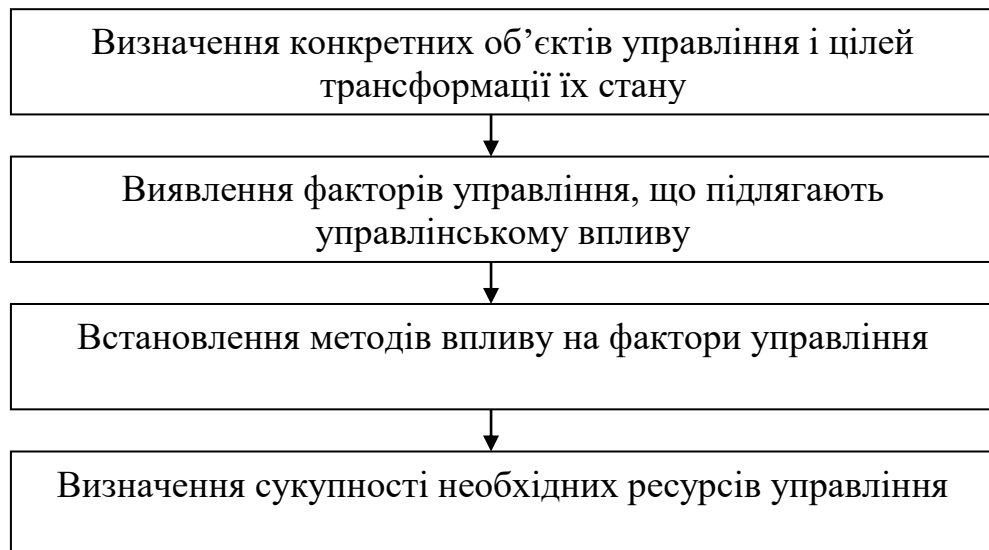 Визначення конкретних об’єктів управління і цілей
трансформації їх стану
Виявлення факторів управління, що підлягають
управлінському впливу
Встановлення методів впливу на фактори управління
Визначення сукупності необхідних ресурсів управління